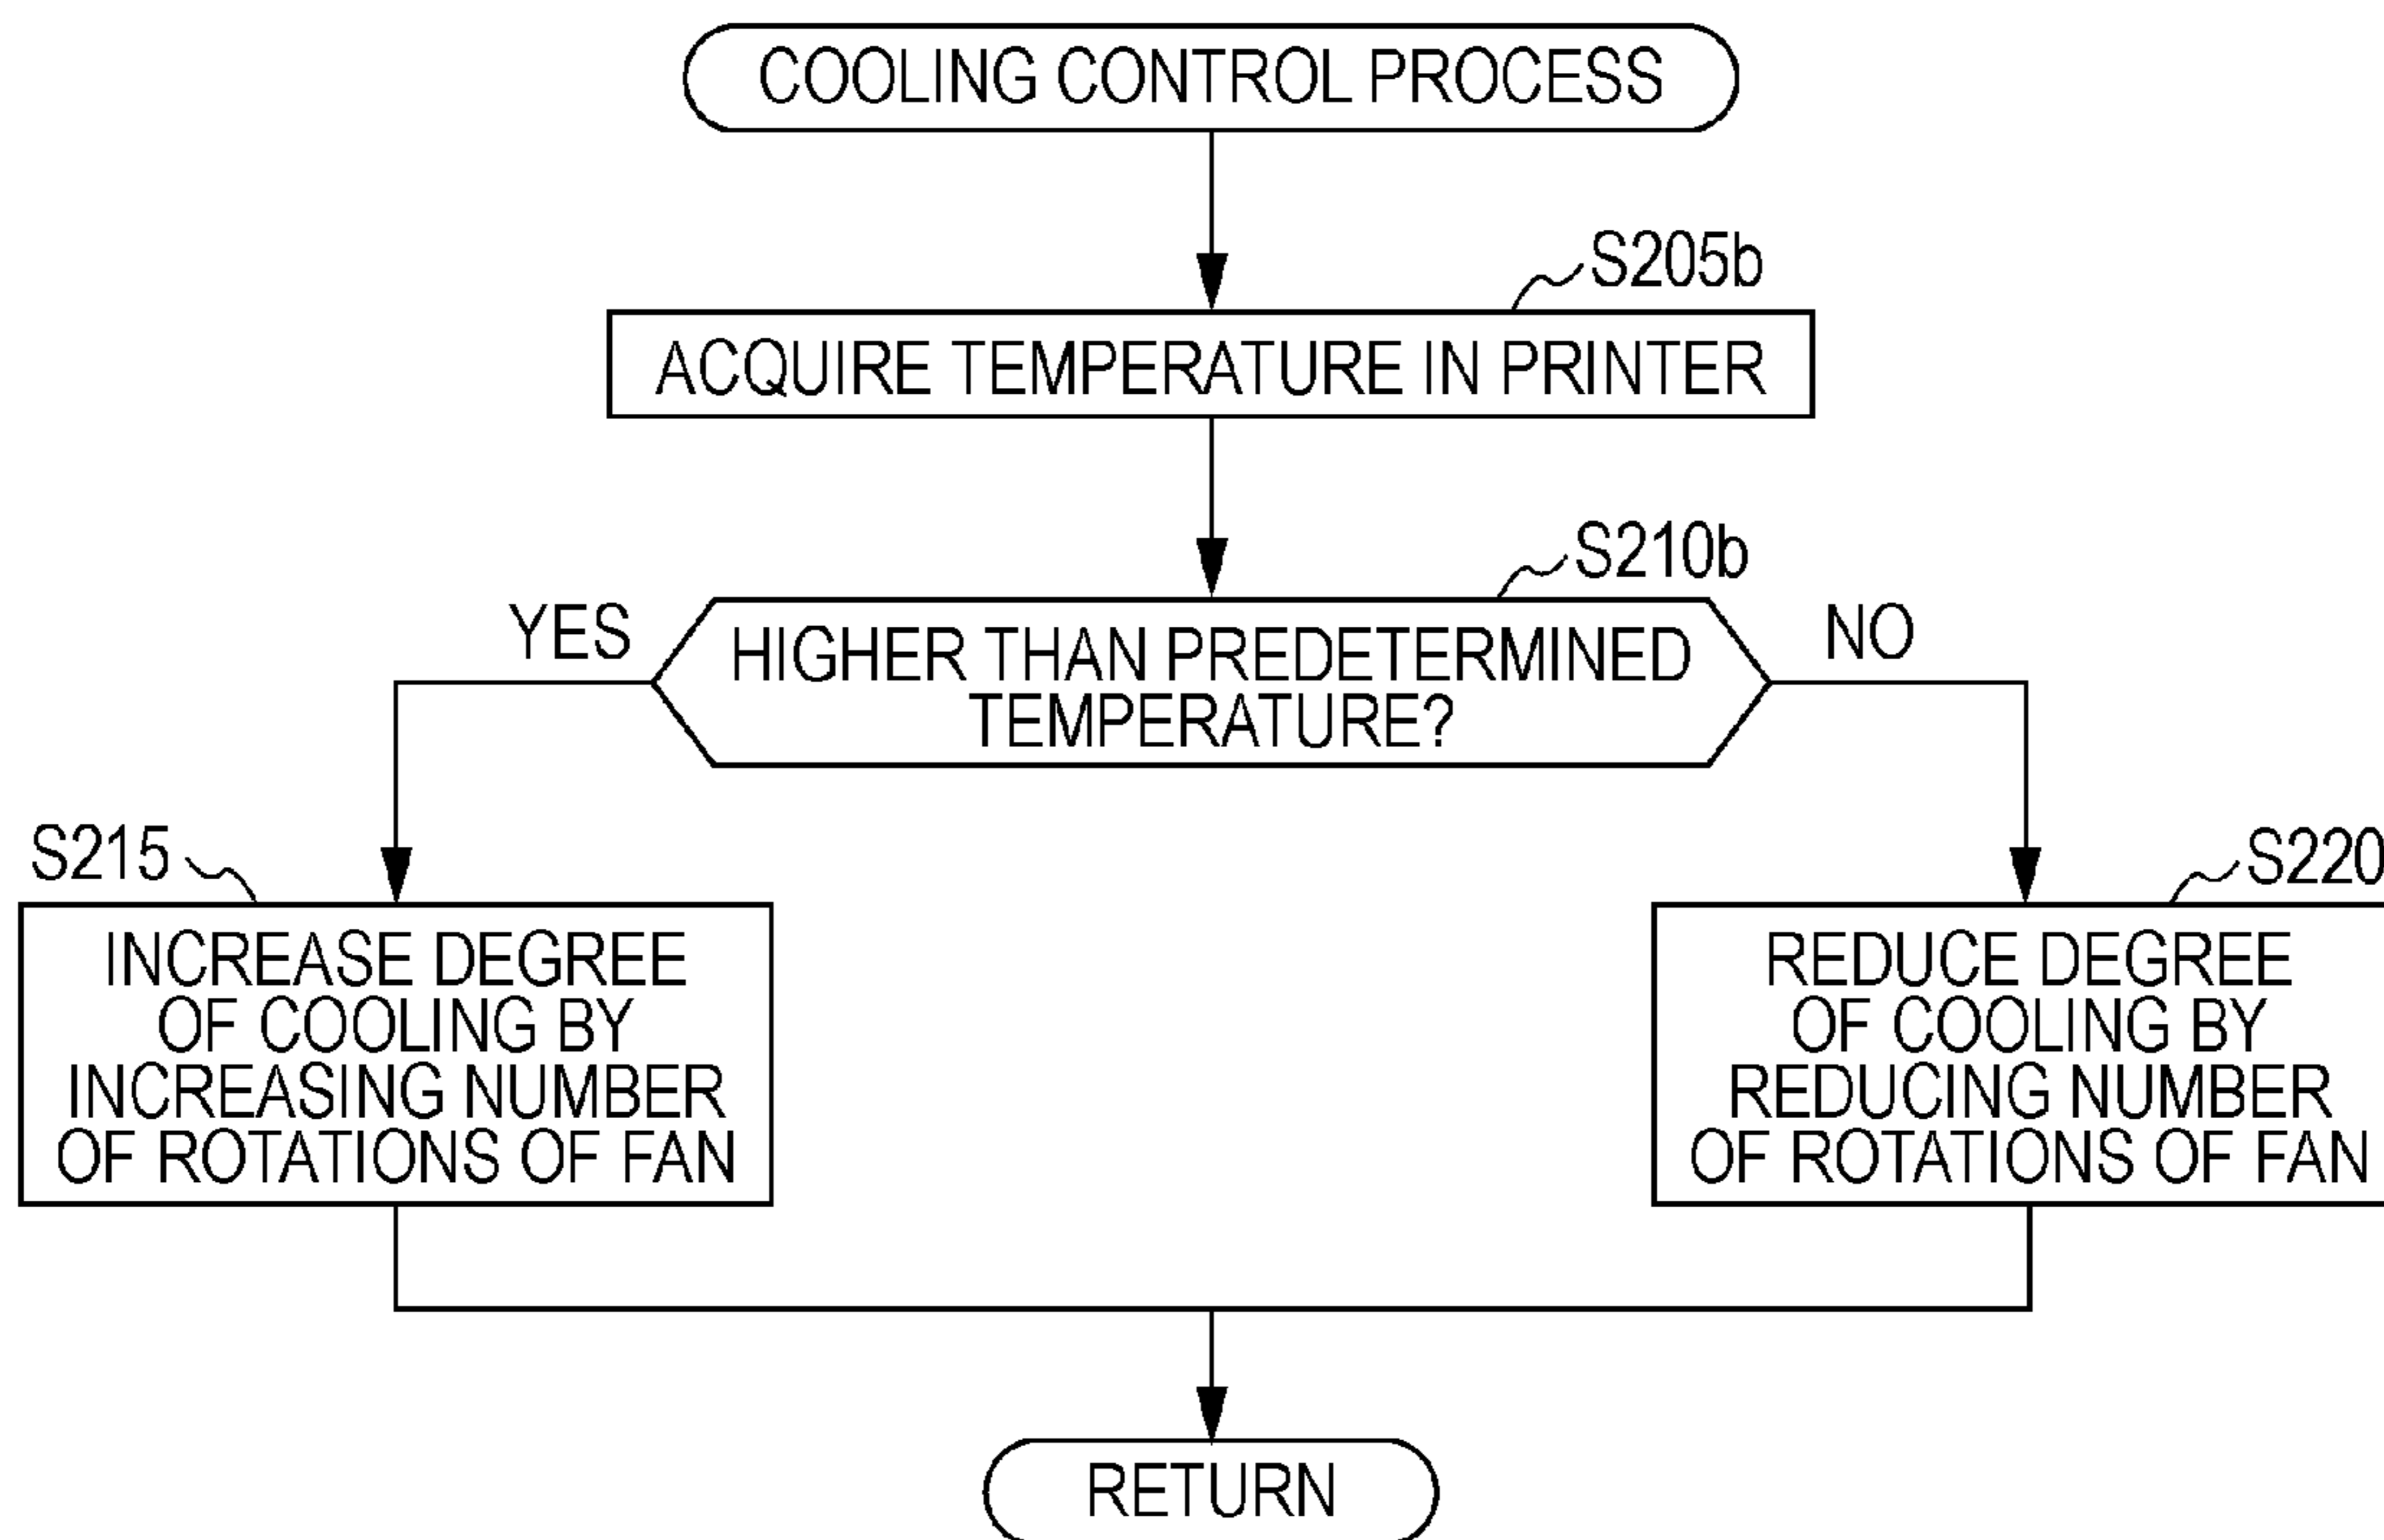 COOLING CONTROL PROCESS
S205b
ACQUIRE TEMPERATURE IN PRINTER
S210b
YES
NO
HIGHER THAN PREDETERMINED
TEMPERATURE?
S215
INCREASE DEGREE
OF COOLING BY
INCREASING NUMBER
OF ROTATIONS OF FAN
S220
REDUCE DEGREE
OF COOLING BY
REDUCING NUMBER
OF ROTATIONS OF FAN
RETURN